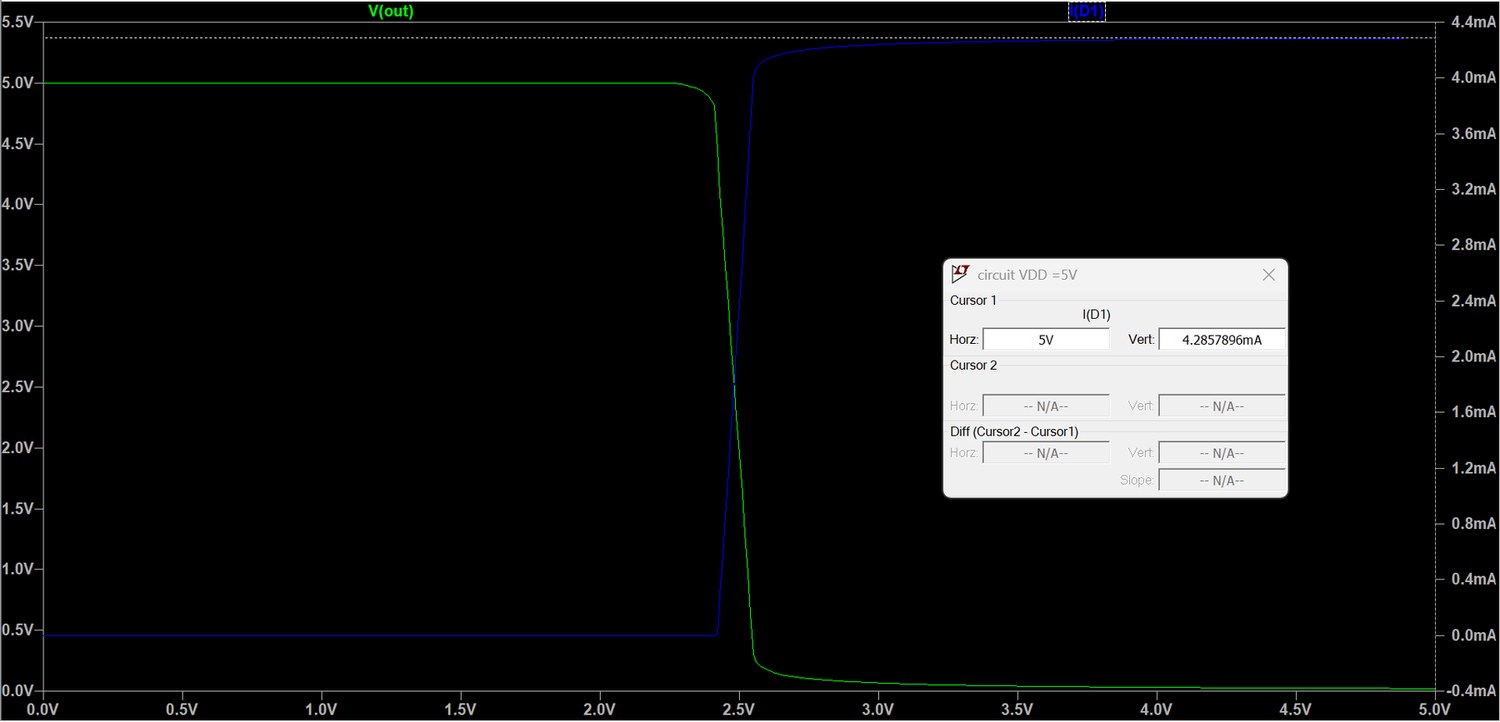 V(out) I(D1)
5.5V 4.4mA
5.0V 4.0mA
4.5V 3.6mA
4.0V 3.2mA
3.5V 2.8mA
3.0V 2.4mA
2.5V 2.0mA
2.0V 1.6mA
1.5V 1.2mA
1.0V 0.8mA
0.5V 0.4mA
0.0mA
0.0V -0.4mA
0.0V 0.5V 1.0V 1.5V 2.0V 2.5V 3.0V 3.5V 4.0V 4.5V 5.0V
circuit VDD =5V
Cursor 1
I(D1)
Horz: 5V Vert: 4.2857896mA
Cursor 2
Horz: -- N/A-- Vert: -- N/A--
Diff (Cursor2 - Cursor1)
Horz: -- N/A-- Vert: -- N/A--
Slope: -- N/A--